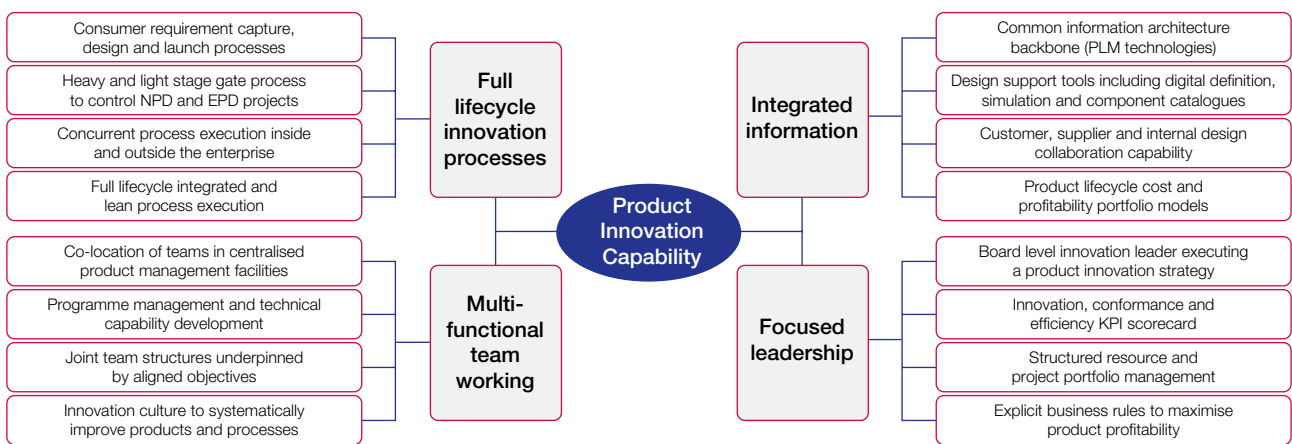 Consumer requirement capture,
design and launch processes
Heavy and light stage gate process
to control NPD and EPD projects
Concurrent process execution inside
and outside the enterprise
Full lifecycle integrated and
lean process execution
Full
lifecycle
innovation
processes
Co-location of teams in centralised
product management facilities
Programme management and technical
capability development
Joint team structures underpinned
by aligned objectives
Innovation culture to systematically
improve products and processes
Multi-
functional
team
working
Product
Innovation
Capability
Integrated
information
Common information architecture
backbone (PLM technologies)
Design support tools including digital definition,
simulation and component catalogues
Customer, supplier and internal design
collaboration capability
Product lifecycle cost and
profitability portfolio models
Focused
leadership
Board level innovation leader executing
a product innovation strategy
Innovation, conformance and
efficiency KPI scorecard
Structured resource and
project portfolio management
Explicit business rules to maximise
product profitability